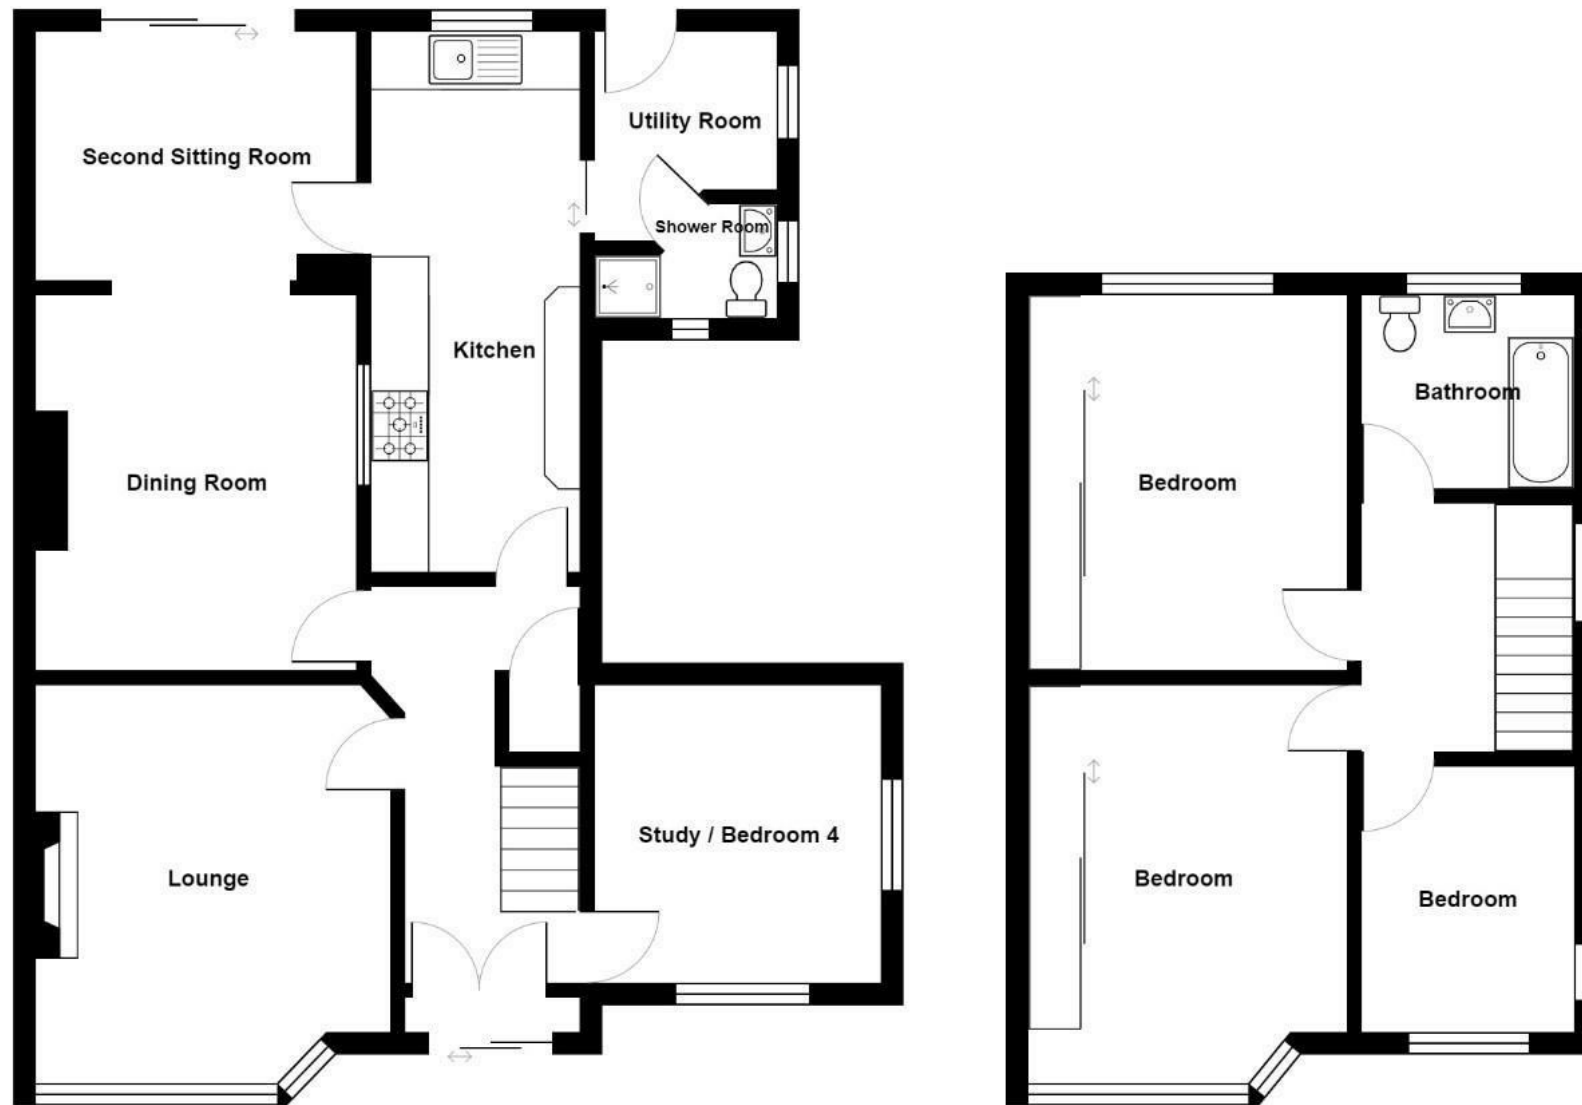 Utility Room
Second Sitting Room
Shower Room
Kitchen
Dining Room
Study / Bedroom 4
Lounge
Bathroom
Bedroom
Bedroom
Bedroom